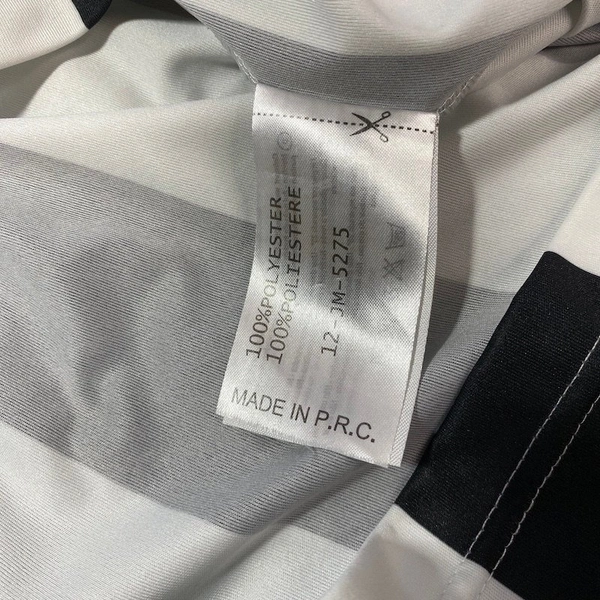 100%POLYESTER
100%POLIESTERE
12-JM-5275
MADE IN P.R.C.